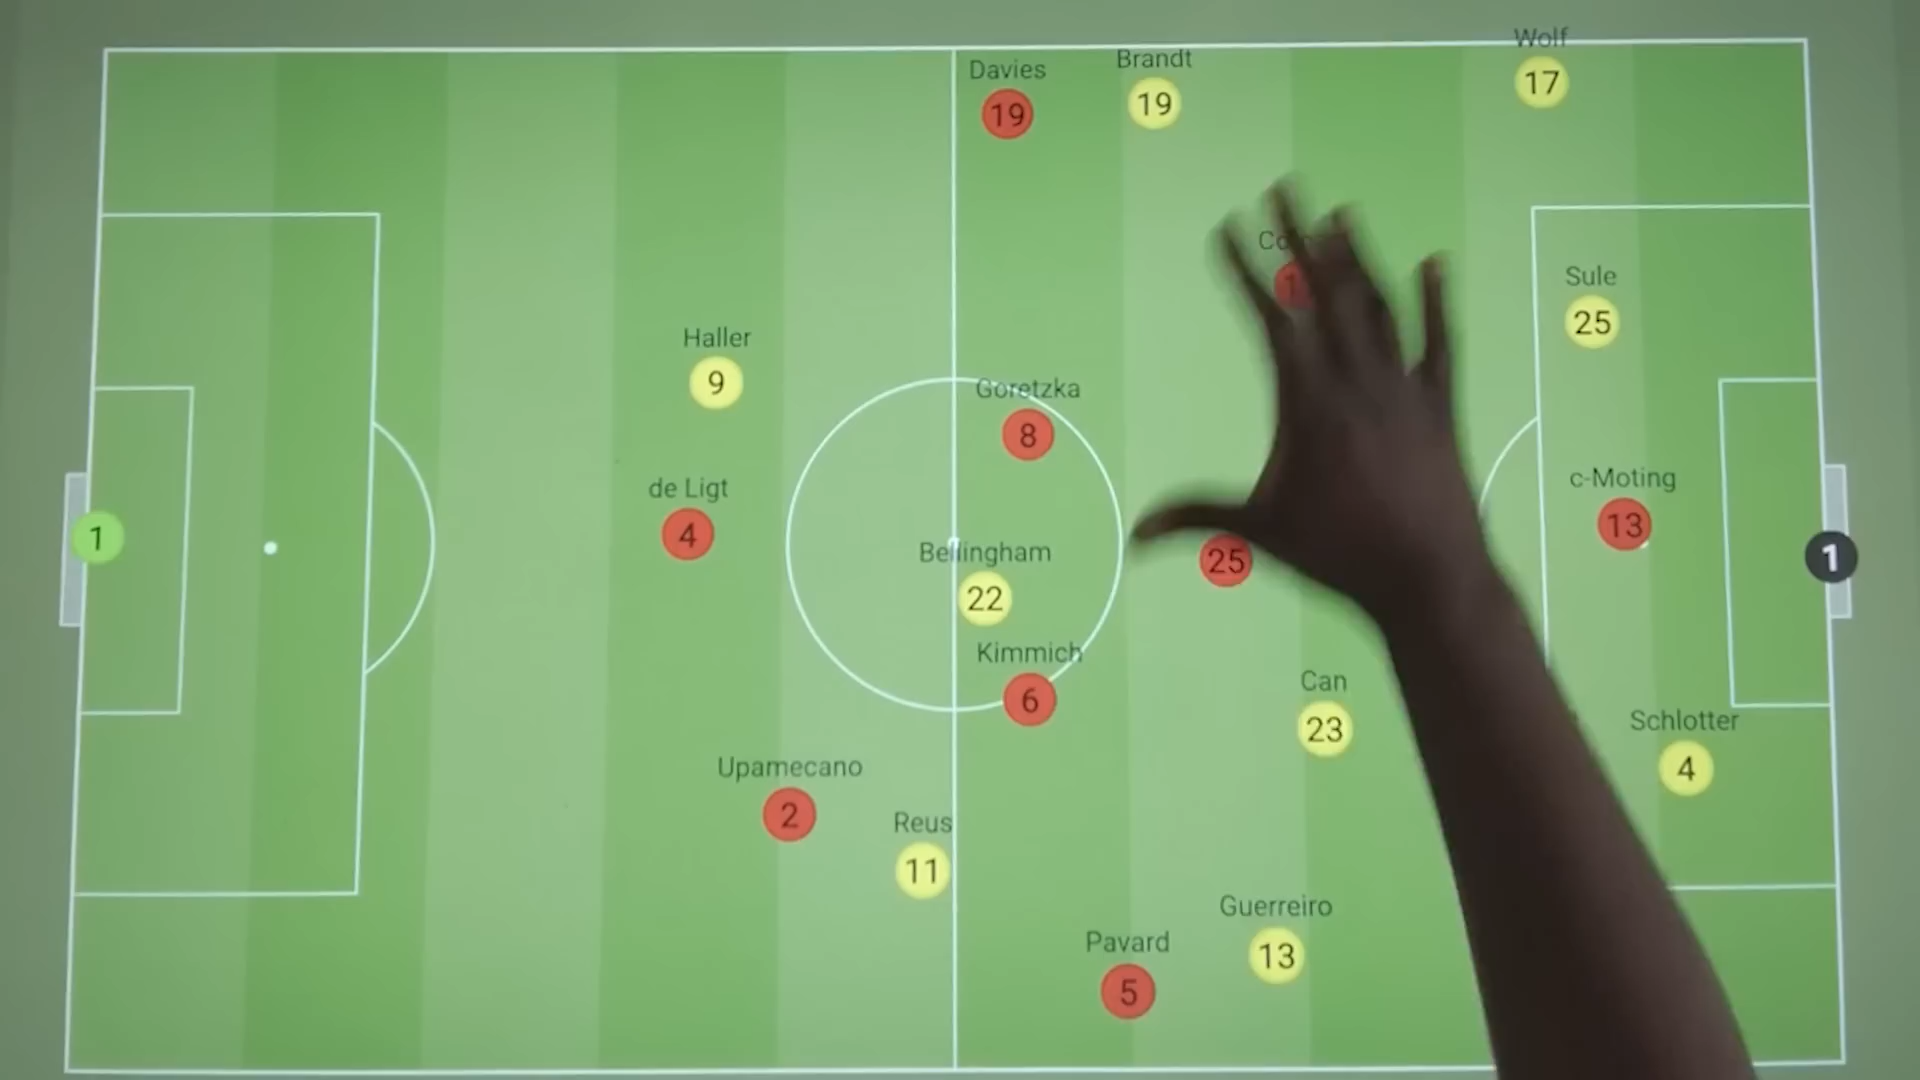 Wolf
17
Brandt
19
Davies
19
Sule
25
Haller
9
Goretzka
8
c-Moting
13
de Ligt
4
1
1
Bellingham
22
25
Kimmich
6
Can
23
Schlotter
4
Upamecano
2
Reus
11
Guerreiro
13
Pavard
5